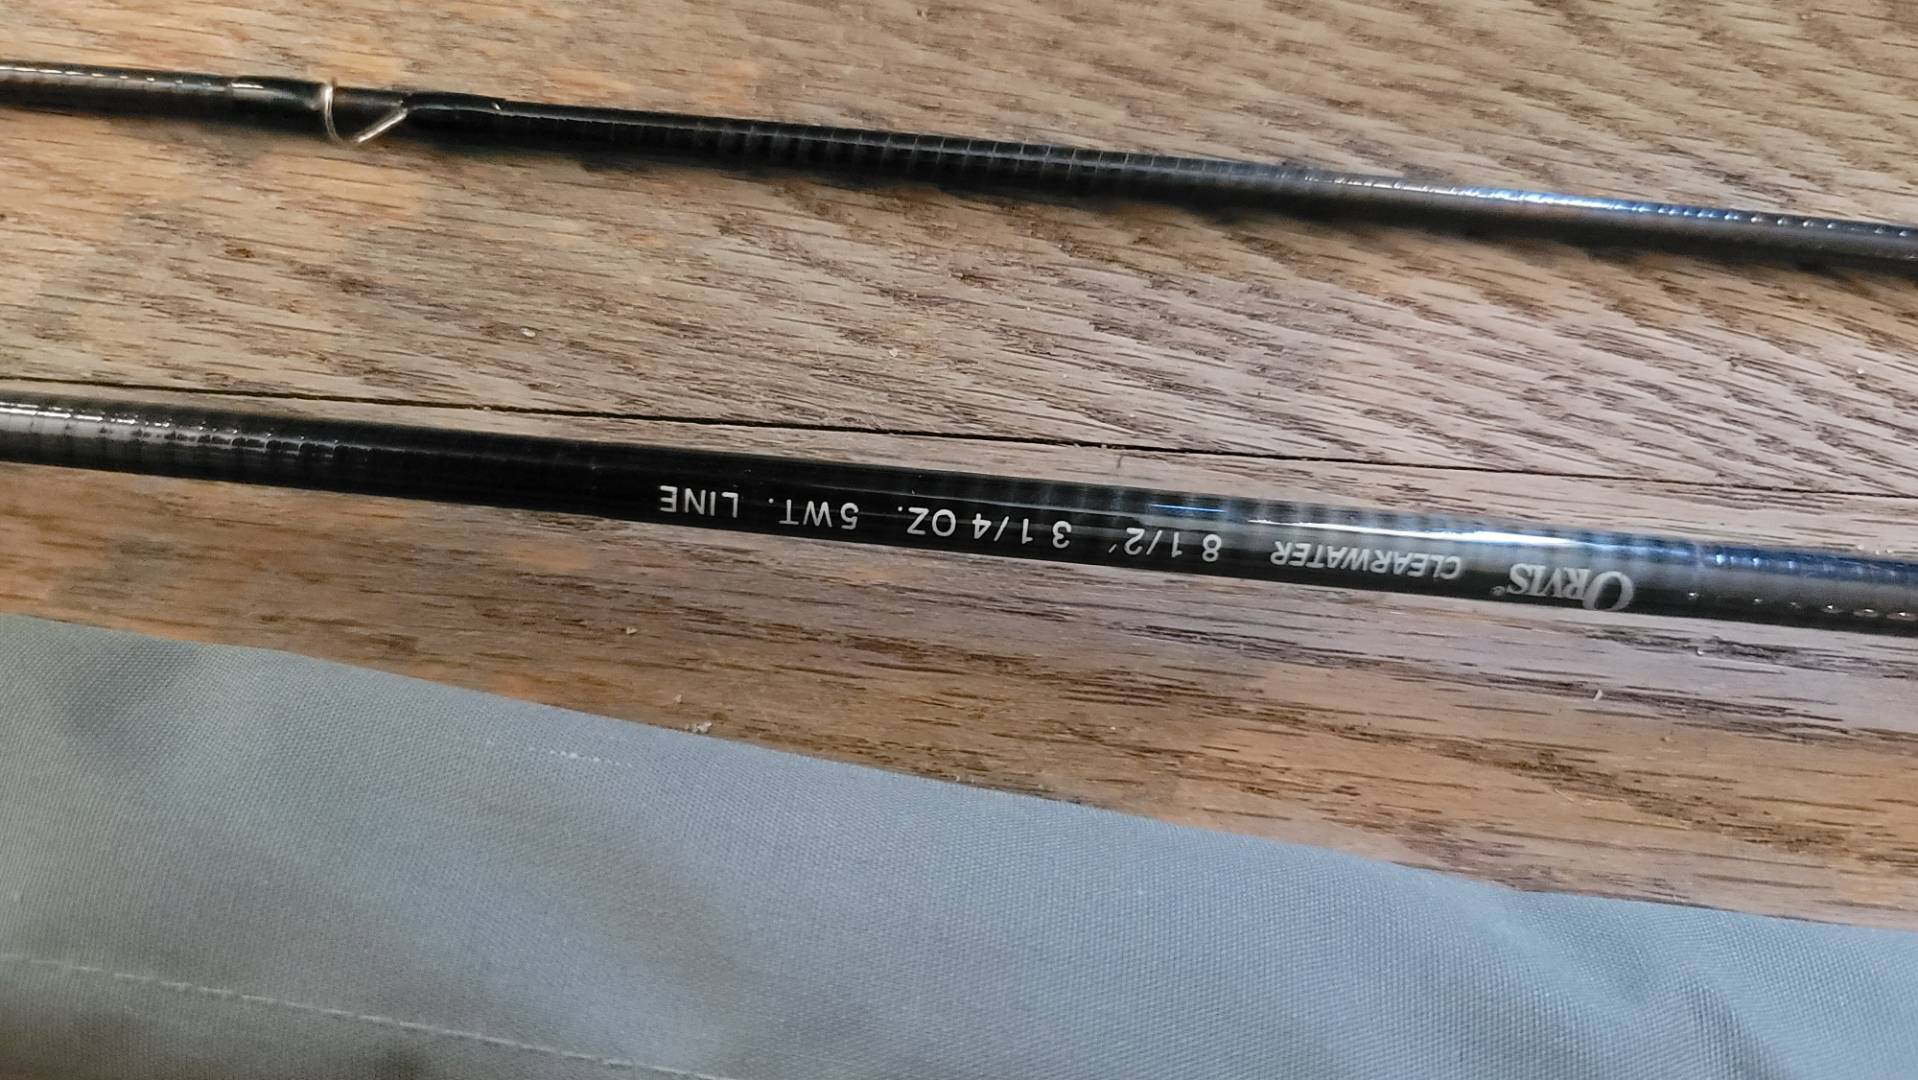 ORVIS® CLEARWATER 8 1/2' 3 1/4 OZ. 5WT. LINE